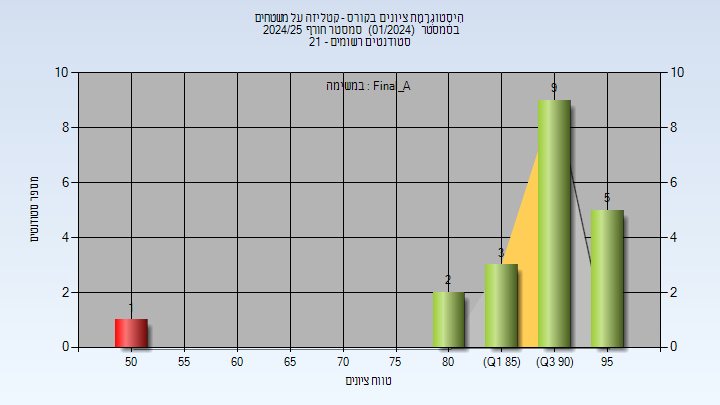 היסטוגרמת ציונים בקורס - קטליזה על משטחים
בסמסטר (01/2024) סמסטר חורף 2024/25
סטודנטים רשומים - 21
במשימה : Final_A
מספר סטודנטים
10 10
8 8
6 6
4 4
2 2
0 0
1 2 3 9 5
50 55 60 65 70 75 80 (Q1 85) (Q3 90) 95
טווח ציונים